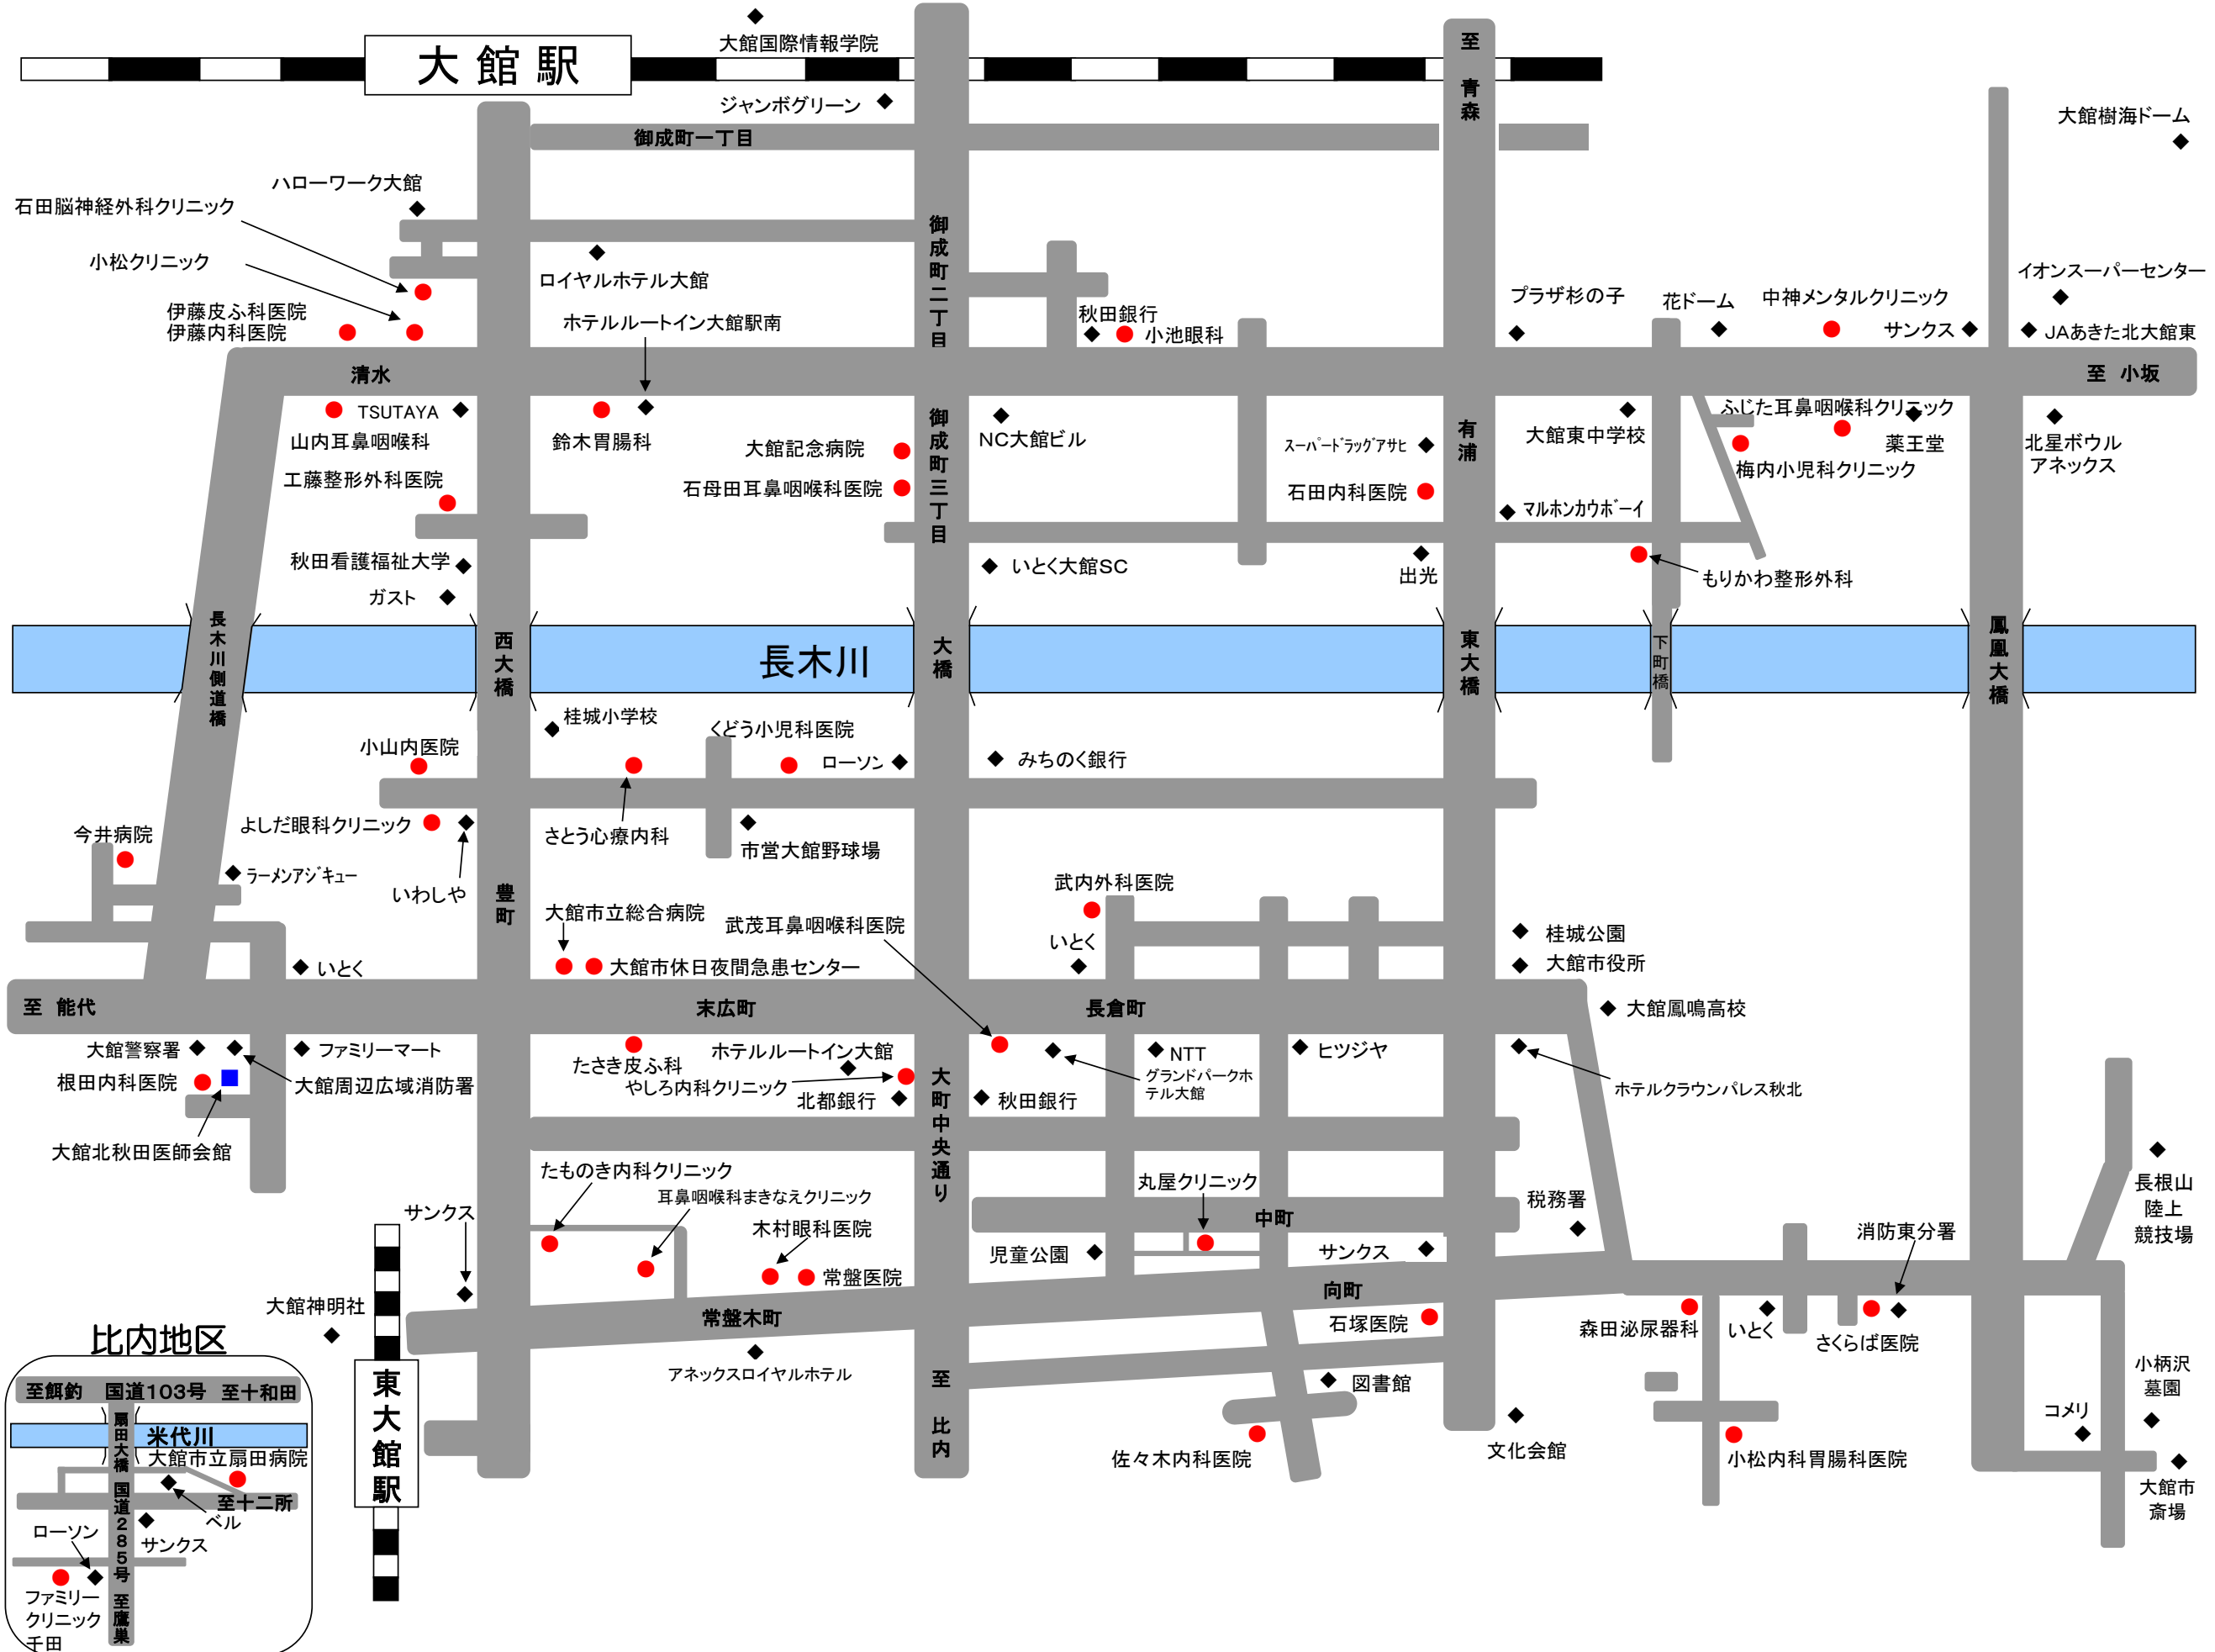 大館国際情報学院
大館駅
至 青森
ジャンボグリーン
御成町一丁目
大館樹海ドーム
ハローワーク大館
石田脳神経外科クリニック
小松クリニック
ロイヤルホテル大館
御成町二丁目
イオンスーパーセンター
伊藤皮ふ科医院
伊藤内科医院
ホテルルートイン大館駅南
秋田銀行
小池眼科
プラザ杉の子
花ドーム
中神メンタルクリニック
サンクス
JAあきた北大館東
清水
至 小坂
TSUTAYA
山内耳鼻咽喉科
鈴木胃腸科
御成町三丁目
NC大館ビル
有浦
大館東中学校
ふじた耳鼻咽喉科クリニック
薬王堂
北星ボウル
アネックス
大館記念病院
スーパードラッグアサヒ
梅内小児科クリニック
工藤整形外科医院
石母田耳鼻咽喉科医院
石田内科医院
マルホンカウボーイ
秋田看護福祉大学
いとく大館SC
出光
もりかわ整形外科
ガスト
長木川側道橋
西大橋
長木川
大橋
東大橋
下町橋
鳳凰大橋
桂城小学校
くどう小児科医院
小山内医院
ローソン
みちのく銀行
よしだ眼科クリニック
さとう心療内科
市営大館野球場
今井病院
ラーメンアジキュー
いわしや
豊町
武内外科医院
大館市立総合病院
武茂耳鼻咽喉科医院
いとく
桂城公園
いとく
大館市休日夜間急患センター
大館市役所
至 能代
末広町
長倉町
大館鳳鳴高校
大館警察署
ファミリーマート
たさき皮ふ科
ホテルルートイン大館
NTT
ヒツジヤ
根田内科医院
大館周辺広域消防署
やしろ内科クリニック
グランドパークホ
テル大館
ホテルクラウンパレス秋北
北都銀行
大町中央通り
秋田銀行
大館北秋田医師会館
たものき内科クリニック
耳鼻咽喉科まきなえクリニック
丸屋クリニック
長根山
陸上
競技場
サンクス
木村眼科医院
中町
税務署
消防東分署
児童公園
サンクス
常盤医院
大館神明社
常盤木町
向町
石塚医院
森田泌尿器科
いとく
さくらば医院
比内地区
アネックスロイヤルホテル
至 比内
図書館
小柄沢
墓園
東大館駅
至餌釣 国道103号 至十和田
扇田大橋
米代川
大館市立扇田病院
佐々木内科医院
文化会館
小松内科胃腸科医院
コメリ
大館市
斎場
国道285号
至十二所
ベル
ローソン
サンクス
至鷹巣
ファミリー
クリニック
千田